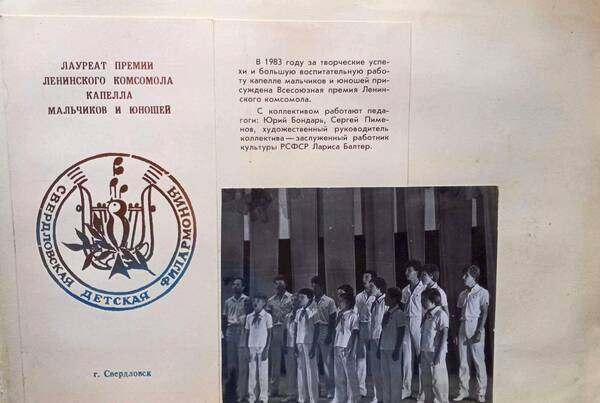 ЛАУРЕАТ ПРЕМИИ
ЛЕНИНСКОГО КОМСОМОЛА
КАПЕЛЛА
МАЛЬЧИКОВ И ЮНОШЕЙ
СВЕРДЛОВСКАЯ ДЕТСКАЯ ФИЛАРМОНИЯ
г. Свердловск
В 1983 году за творческие успе-
хи и большую воспитательную рабо-
ту капелле мальчиков и юношей при-
суждена Всесоюзная премия Ленин-
ского комсомола.
С коллективом работают педа-
гоги: Юрий Бондарь, Сергей Пиме-
нов, художественный руководитель
коллектива — заслуженный работник
культуры РСФСР Лариса Балтер.